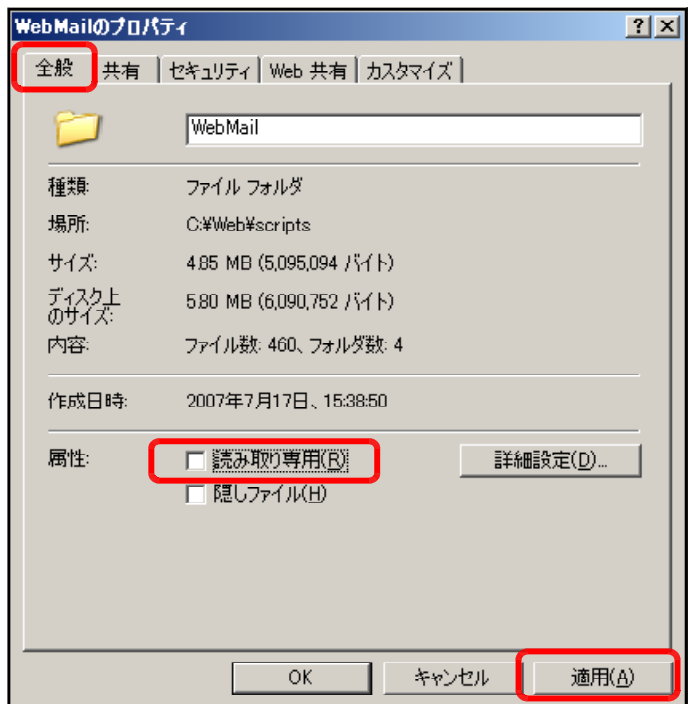 WebMailのプロパティ
? ×
全般 共有 セキュリティ Web 共有 カスタマイズ
WebMail
種類: ファイル フォルダ
場所: C:¥Web¥scripts
サイズ: 4.85 MB (5,095,094 バイト)
ディスク上
のサイズ: 5.80 MB (6,090,752 バイト)
内容: ファイル数: 460、フォルダ数: 4
作成日時: 2007年7月17日、15:38:50
属性: 読み取り専用(R) 詳細設定(D)...
隠しファイル(H)
OK キャンセル 適用(A)